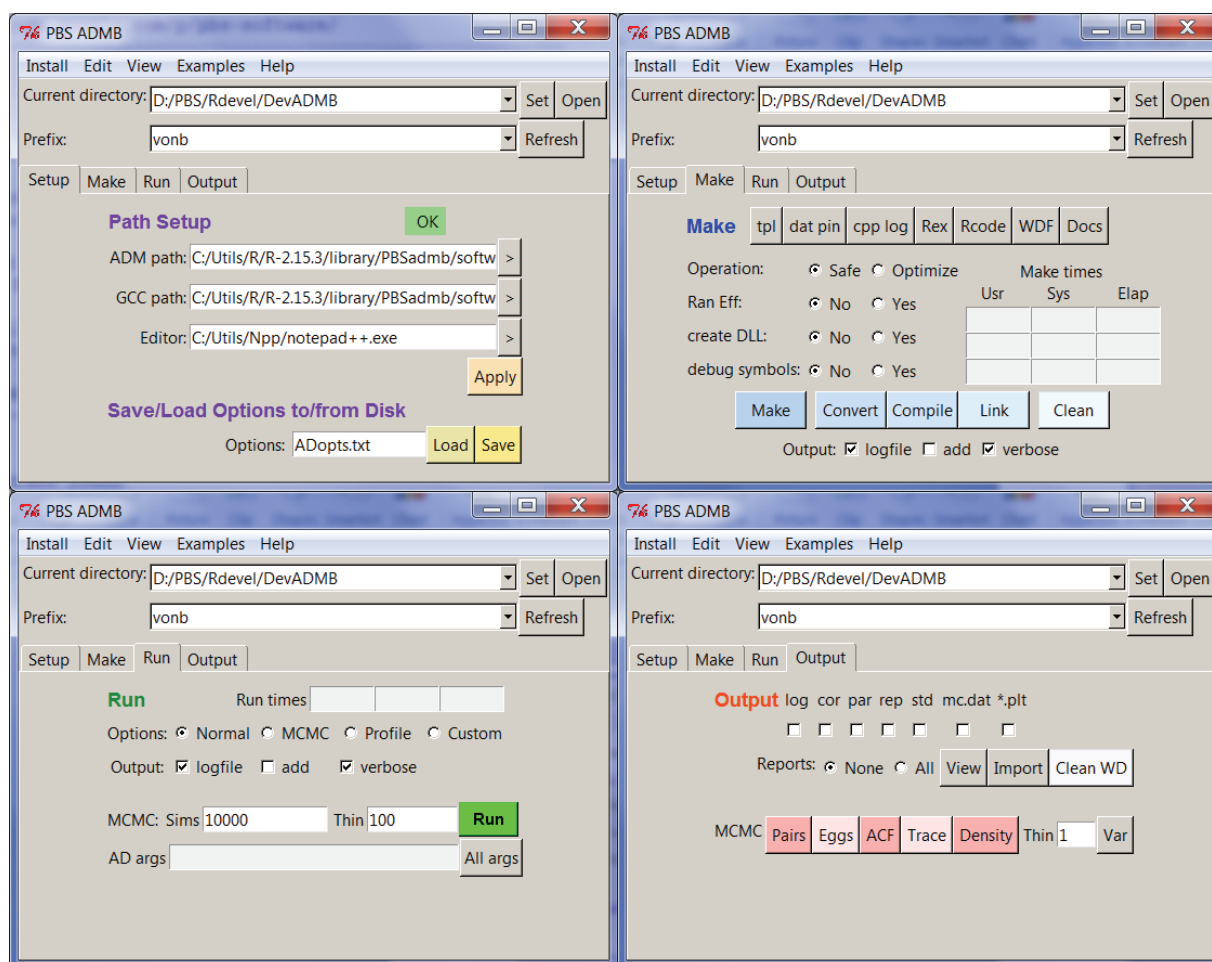 PBS ADMB
Install Edit View Examples Help
Current directory: D:/PBS/Rdevel/DevADMB Set Open
Prefix: vonb Refresh
Setup Make Run Output
Path Setup OK
ADM path: C:/Utils/R/R-2.15.3/library/PBSadmb/softw >
GCC path: C:/Utils/R/R-2.15.3/library/PBSadmb/softw >
Editor: C:/Utils/Npp/notepad++.exe >
Apply
Save/Load Options to/from Disk
Options: ADopts.txt Load Save
PBS ADMB
Install Edit View Examples Help
Current directory: D:/PBS/Rdevel/DevADMB Set Open
Prefix: vonb Refresh
Setup Make Run Output
Make tpl dat pin cpp log Rex Rcode WDF Docs
Operation: Safe Optimize Make times
Ran Eff: No Yes Usr Sys Elap
create DLL: No Yes
debug symbols: No Yes
Make Convert Compile Link Clean
Output: logfile add verbose
PBS ADMB
Install Edit View Examples Help
Current directory: D:/PBS/Rdevel/DevADMB Set Open
Prefix: vonb Refresh
Setup Make Run Output
Run Run times
Options: Normal MCMC Profile Custom
Output: logfile add verbose
MCMC: Sims 10000 Thin 100 Run
AD args All args
PBS ADMB
Install Edit View Examples Help
Current directory: D:/PBS/Rdevel/DevADMB Set Open
Prefix: vonb Refresh
Setup Make Run Output
Output log cor par rep std mc.dat *.plt
Reports: None All View Import Clean WD
MCMC Pairs Eggs ACF Trace Density Thin 1 Var